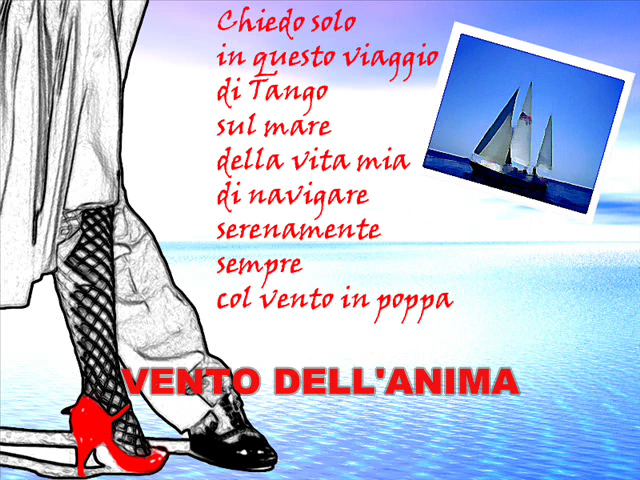 Chiedo solo
in questo viaggio
di Tango
sul mare
della vita mia
di navigare
serenamente
sempre
col vento in poppa
VENTO DELL'ANIMA